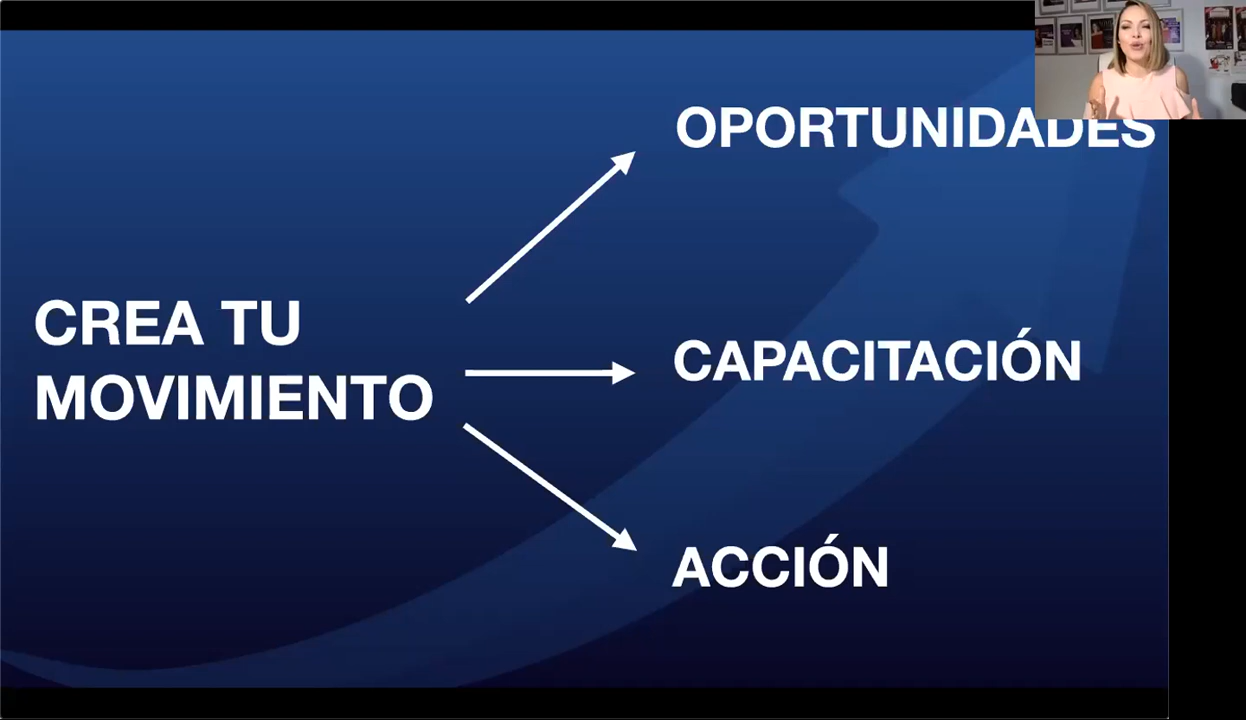 OPORTUNIDADES
CREA TU
MOVIMIENTO
CAPACITACIÓN
ACCIÓN